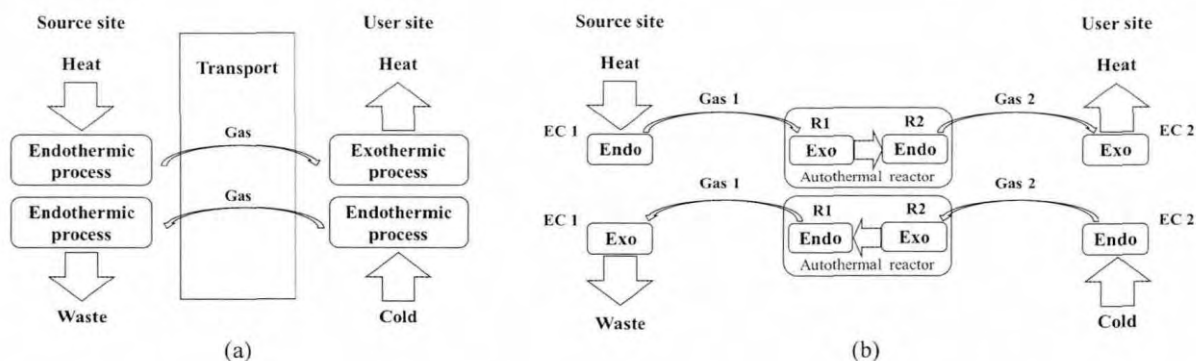 Source site
User site
Heat
Transport
Heat
Gas
Endothermic
process
Exothermic
process
Gas
Endothermic
process
Endothermic
process
Waste
Cold
(a)
Source site
User site
Heat
Heat
Gas 1
Gas 2
EC 1
R1
R2
EC 2
Endo
Exo
Endo
Exo
Autothermal reactor
Gas 1
Gas 2
EC 1
R1
R2
EC 2
Exo
Endo
Exo
Endo
Autothermal reactor
Waste
Cold
(b)